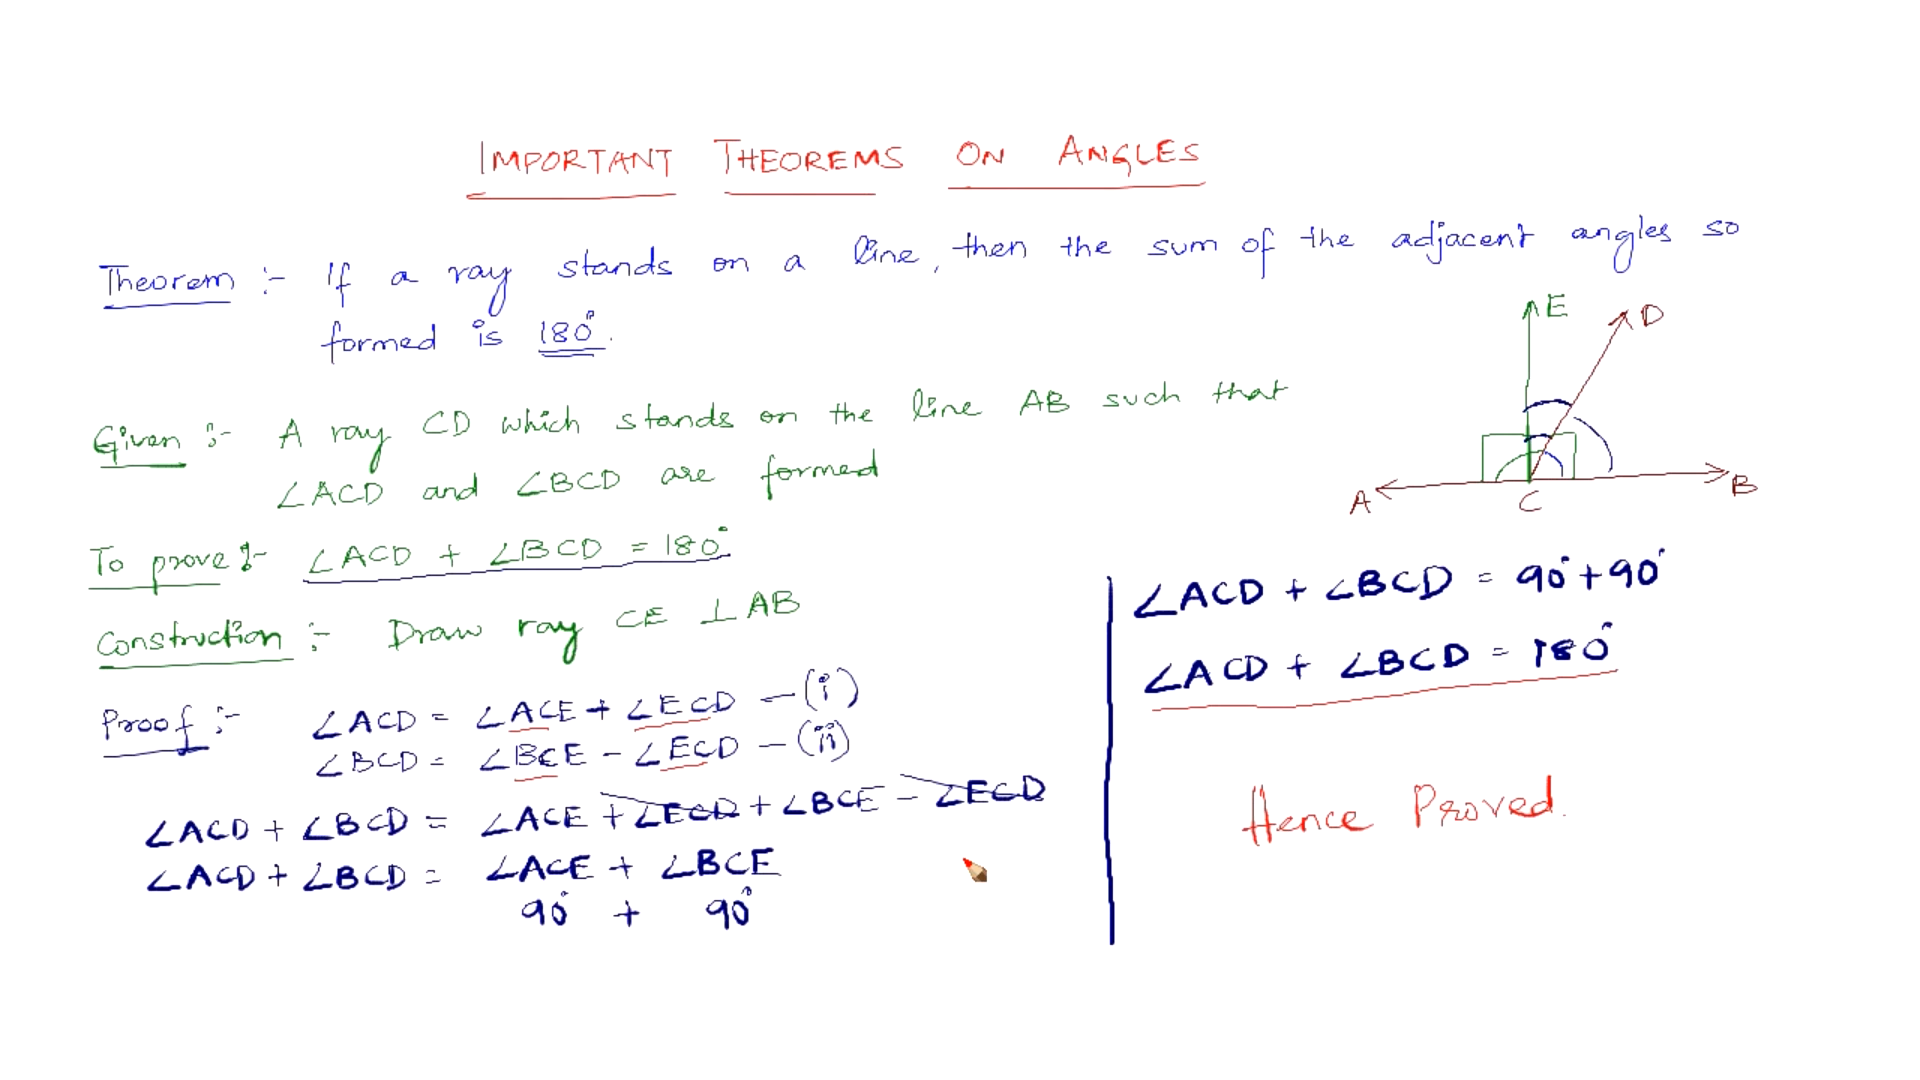 IMPORTANT THEOREMS ON ANGLES
Theorem :- If a ray stands on a line, then the sum of the adjacent angles so
formed is 180°.
Given :- A ray CD which stands on the line AB such that
∠ACD and ∠BCD are formed
To prove :- ∠ACD + ∠BCD = 180°
Construction :- Draw ray CE ⊥ AB
Proof :- ∠ACD = ∠ACE + ∠ECD — (i)
∠BCD = ∠BCE - ∠ECD — (ii)
∠ACD + ∠BCD = ∠ACE + ∠ECD + ∠BCE - ∠ECD
∠ACD + ∠BCD = ∠ACE + ∠BCE
90° + 90°
E
D
A
C
B
∠ACD + ∠BCD = 90° + 90°
∠ACD + ∠BCD = 180°
Hence Proved.